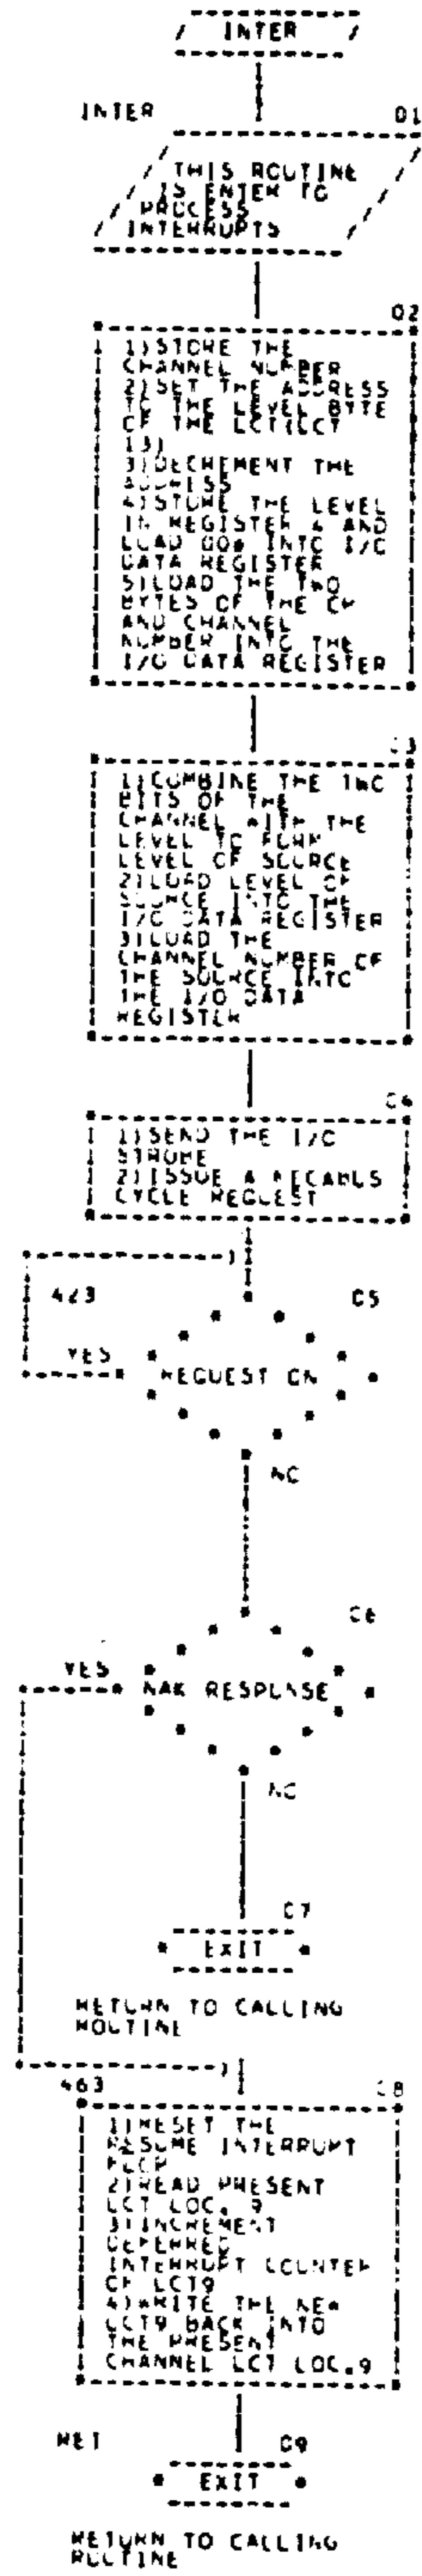 INTER
INTER 01
THIS ROUTINE
IS ENTER TO
PROCESS
INTERRUPTS
02
1)STORE THE
CHANNEL NUMBER
2)SET THE ADDRESS
TO THE LEVEL BYTE
OF THE LCT(LCT
13)
3)DECREMENT THE
ADDRESS
4)STORE THE LEVEL
IN REGISTER 4 AND
LOAD INTO I/O
DATA REGISTER
5)LOAD THE TWO
BYTES OF THE CP
AND CHANNEL
NUMBER INTO THE
I/O DATA REGISTER
03
1)COMBINE THE TWO
BITS OF THE
CHANNEL WITH THE
LEVEL TO FORM
LEVEL OF SOURCE
2)LOAD LEVEL OF
SOURCE INTO THE
I/O DATA REGISTER
3)LOAD THE
CHANNEL NUMBER OF
THE SOURCE INTO
THE I/O DATA
REGISTER
04
1)SEND THE I/O
STROBE
2)ISSUE A MEGABUS
CYCLE REQUEST
423 05
YES
REQUEST ON
NO
06
YES
NAK RESPONSE
NO
07
EXIT
RETURN TO CALLING
ROUTINE
463 08
1)RESET THE
RESUME INTERRUPT
FLOP
2)READ PRESENT
LCT LOC. 9
3)INCREMENT
DEFERRED
INTERRUPT COUNTER
OF LCT9
4)WRITE THE NEW
LCT9 BACK INTO
THE PRESENT
CHANNEL LCT LOC.9
RET 09
EXIT
RETURN TO CALLING
ROUTINE